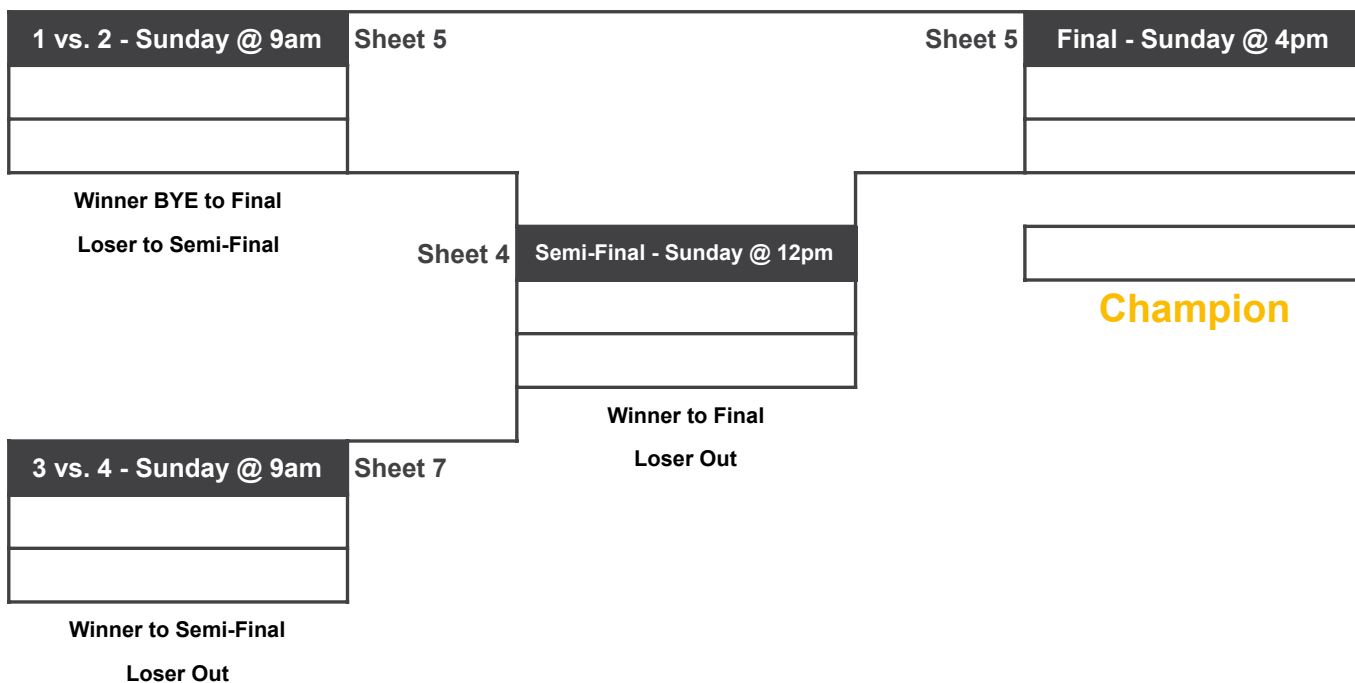 1 vs. 2 - Sunday @ 9am
Sheet 5
Sheet 5
Final - Sunday @ 4pm
Winner BYE to Final
Loser to Semi-Final
Sheet 4
Semi-Final - Sunday @ 12pm
Champion
Winner to Final
Loser Out
3 vs. 4 - Sunday @ 9am
Sheet 7
Winner to Semi-Final
Loser Out